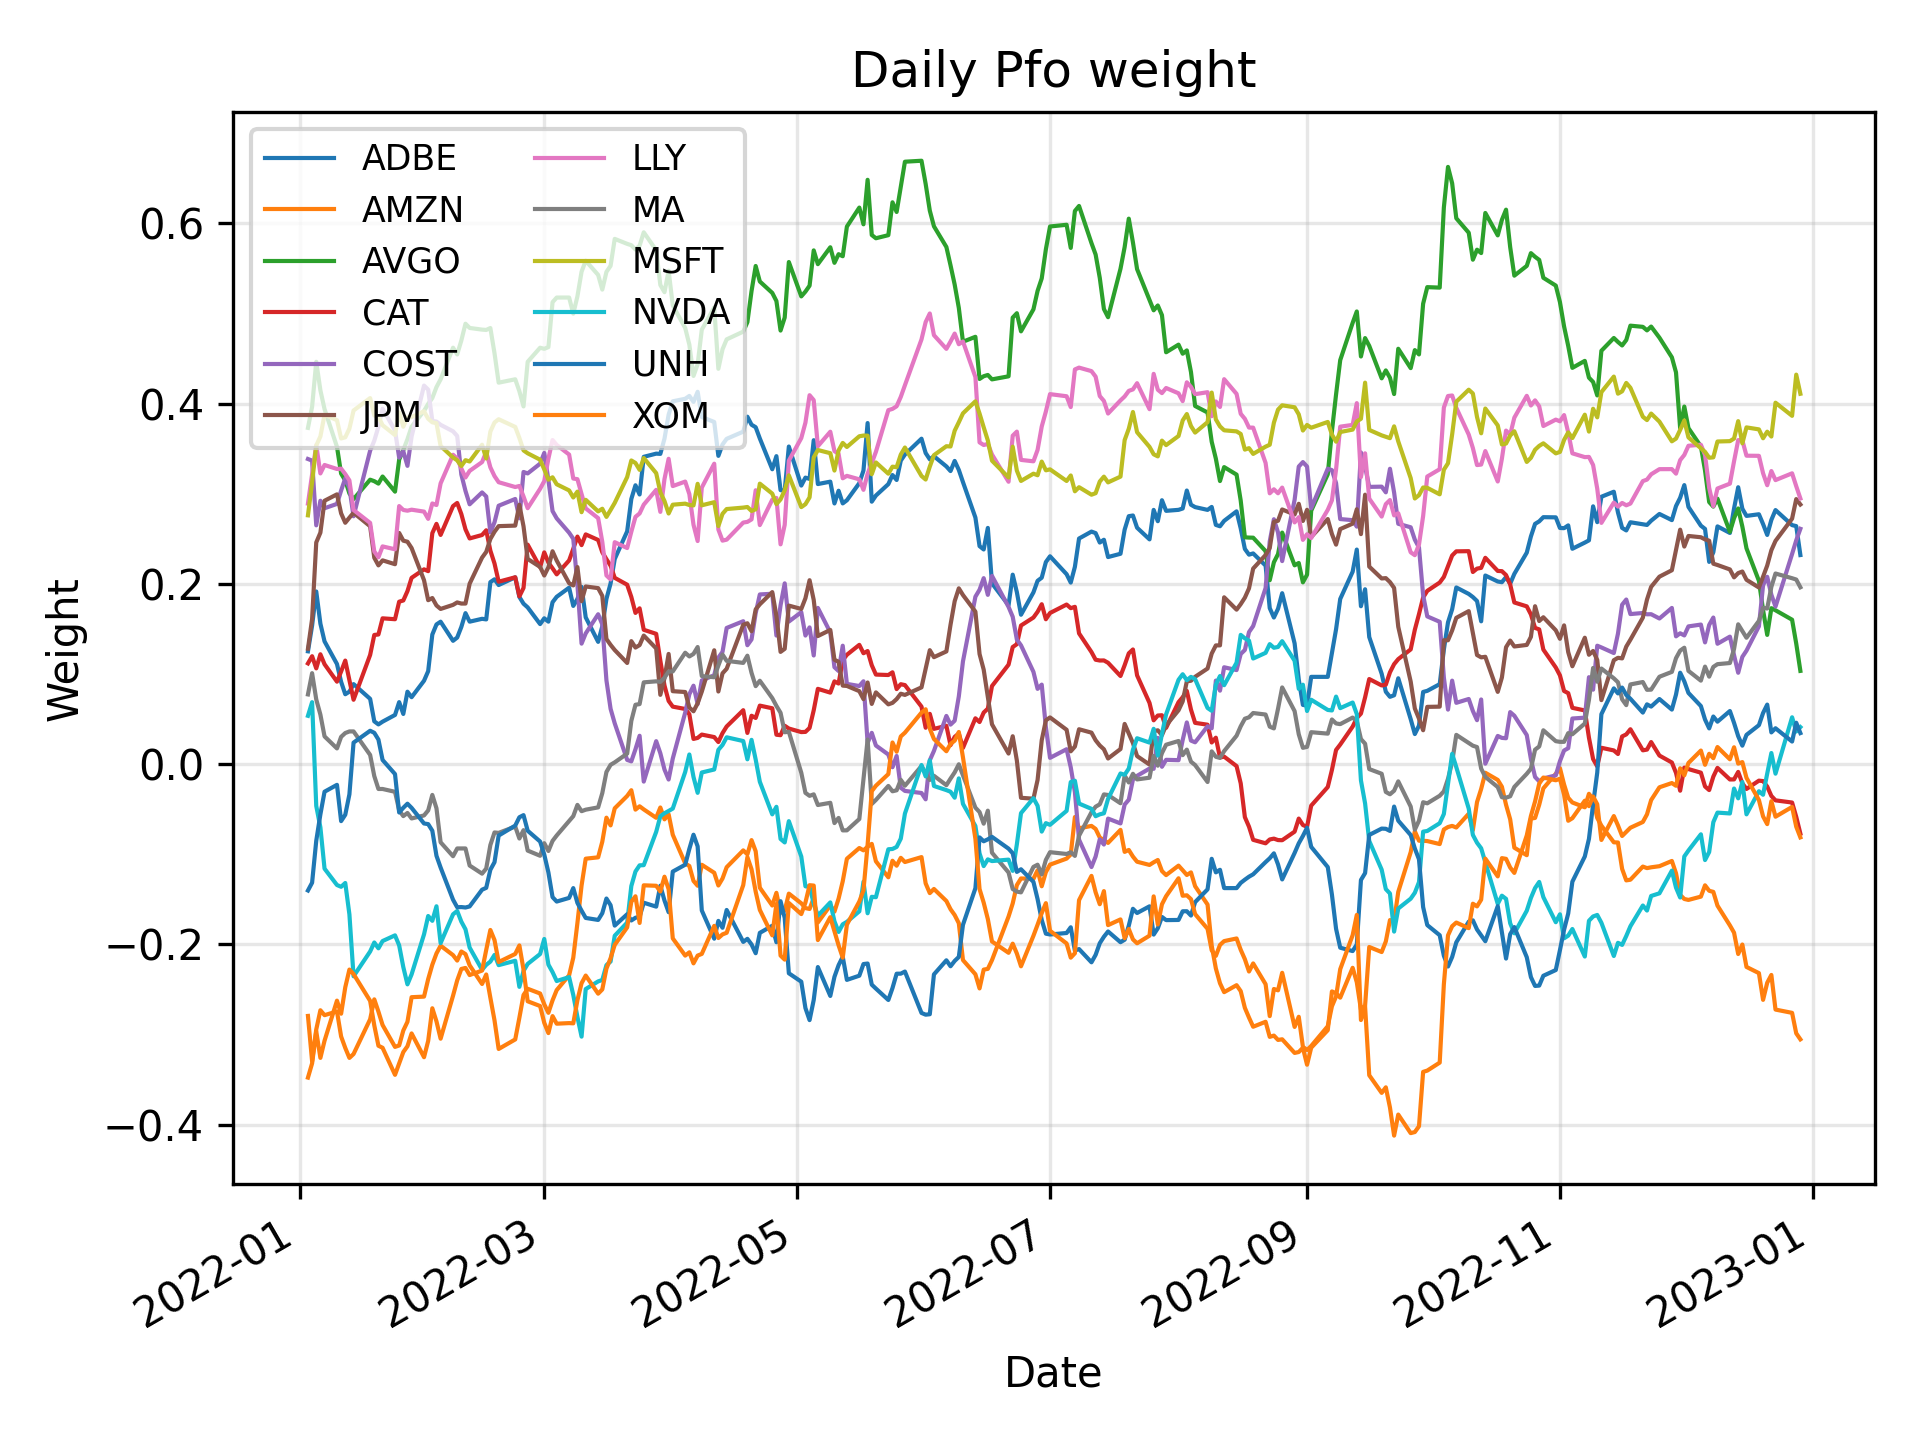 Daily Pfo weight
ADBE
AMZN
AVGO
CAT
COST
JPM
LLY
MA
MSFT
NVDA
UNH
XOM
0.6
0.4
0.2
0.0
−0.2
−0.4
Weight
2022-01
2022-03
2022-05
2022-07
2022-09
2022-11
2023-01
Date